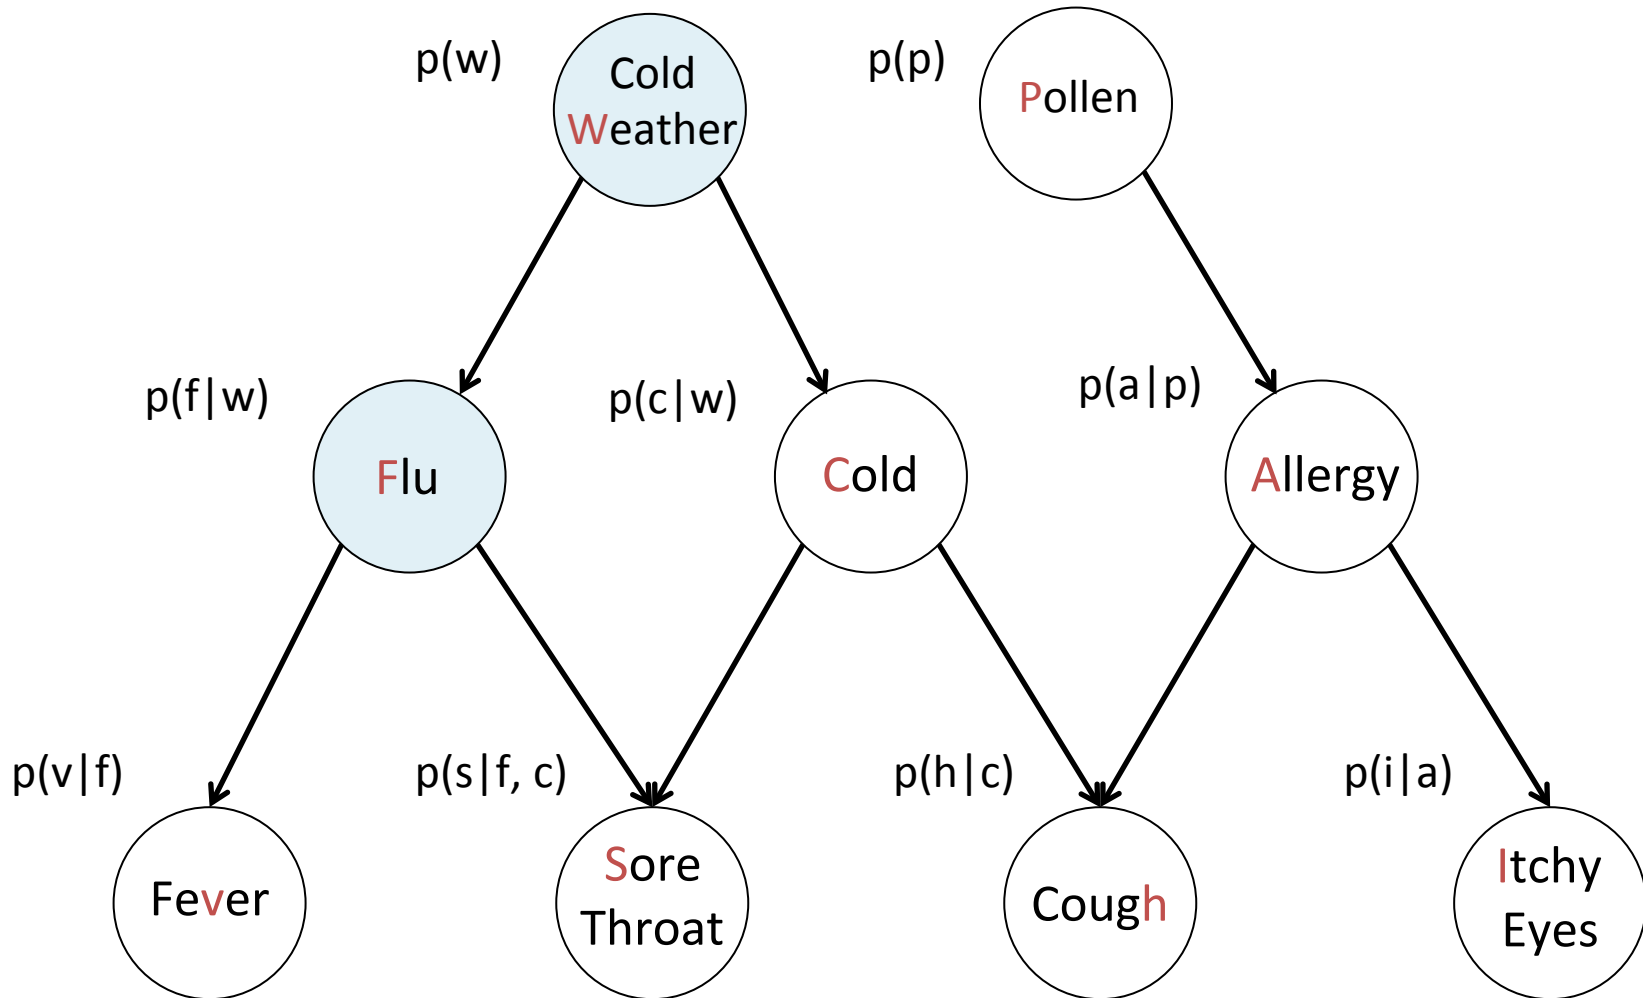 p(w)
Cold
Weather
p(p)
Pollen
p(f|w)
Flu
p(c|w)
Cold
p(a|p)
Allergy
p(v|f)
Fever
p(s|f, c)
Sore
Throat
p(h|c)
Cough
p(i|a)
Itchy
Eyes